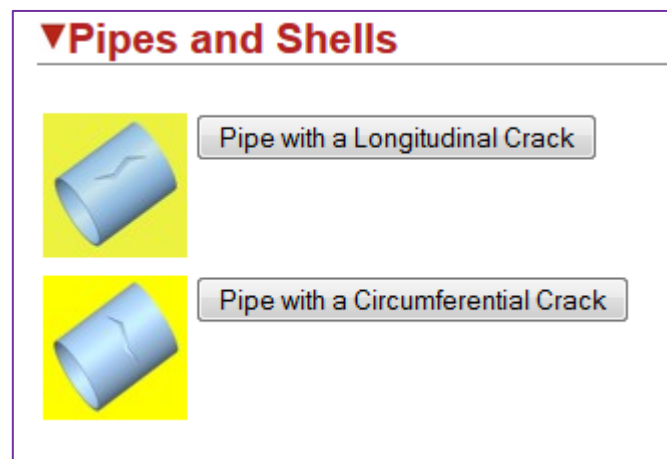 ▼Pipes and Shells
Pipe with a Longitudinal Crack
Pipe with a Circumferential Crack